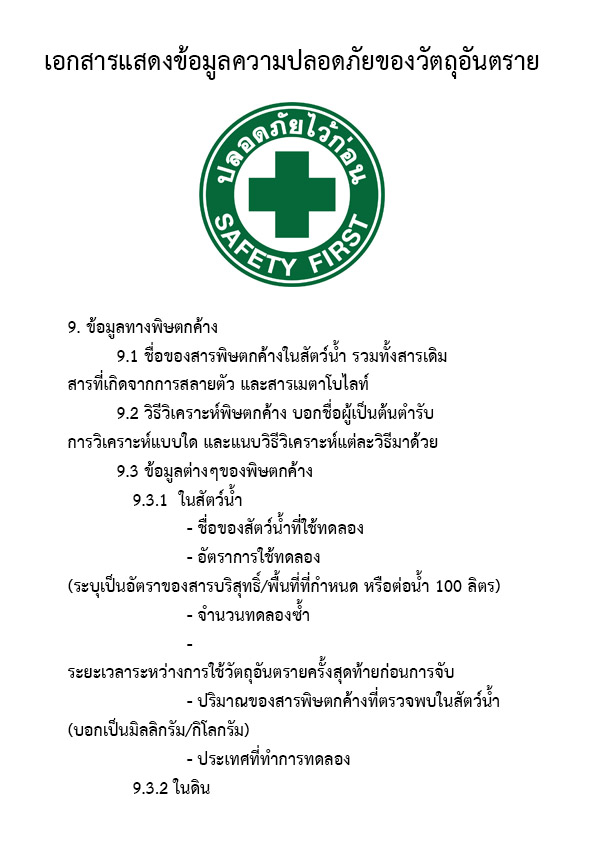 เอกสารแสดงข้อมูลความปลอดภัยของวัตถุอันตราย
ปลอดภัยไว้ก่อน
SAFETY FIRST
9. ข้อมูลทางพิษตกค้าง
9.1 ชื่อของสารพิษตกค้างในสัตว์น้ำ รวมทั้งสารเดิม
สารที่เกิดจากการสลายตัว และสารเมตาโบไลท์
9.2 วิธีวิเคราะห์พิษตกค้าง บอกชื่อผู้เป็นต้นตำรับ
การวิเคราะห์แบบใด และแนบวิธีวิเคราะห์แต่ละวิธีมาด้วย
9.3 ข้อมูลต่างๆของพิษตกค้าง
9.3.1 ในสัตว์น้ำ
- ชื่อของสัตว์น้ำที่ใช้ทดลอง
- อัตราการใช้ทดลอง
(ระบุเป็นอัตราของสารบริสุทธิ์/พื้นที่ที่กำหนด หรือต่อน้ำ 100 ลิตร)
- จำนวนทดลองซ้ำ
-
ระยะเวลาระหว่างการใช้วัตถุอันตรายครั้งสุดท้ายก่อนการจับ
- ปริมาณของสารพิษตกค้างที่ตรวจพบในสัตว์น้ำ
(บอกเป็นมิลลิกรัม/กิโลกรัม)
- ประเทศที่ทำการทดลอง
9.3.2 ในดิน